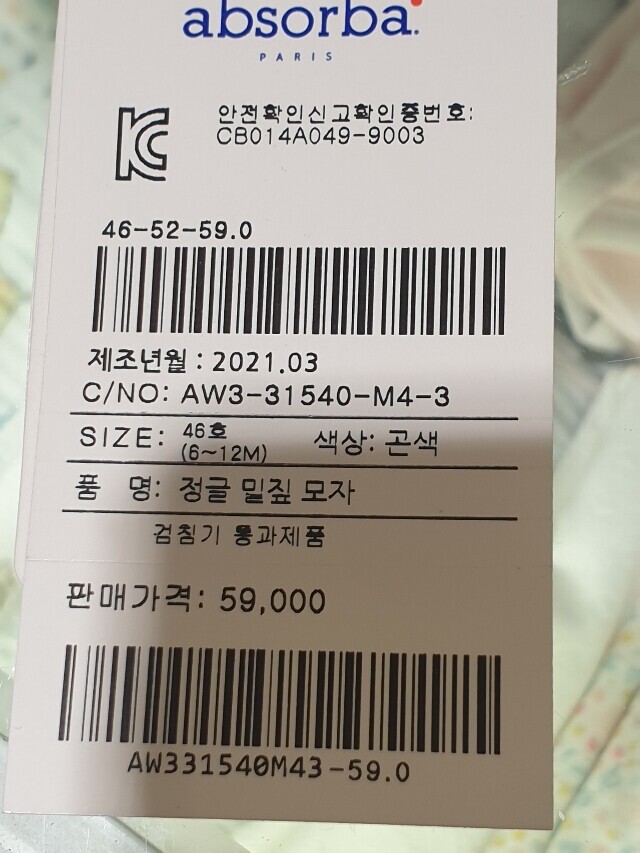 absorba.
PARIS
안전확인신고확인증번호:
CB014A049-9003
46-52-59.0
제조년월 : 2021.03
C/NO: AW3-31540-M4-3
SIZE: 46호 (6~12M) 색상: 곤색
품 명: 정글 밀짚 모자
검침기 통과제품
판매가격: 59,000
AW331540M43-59.0